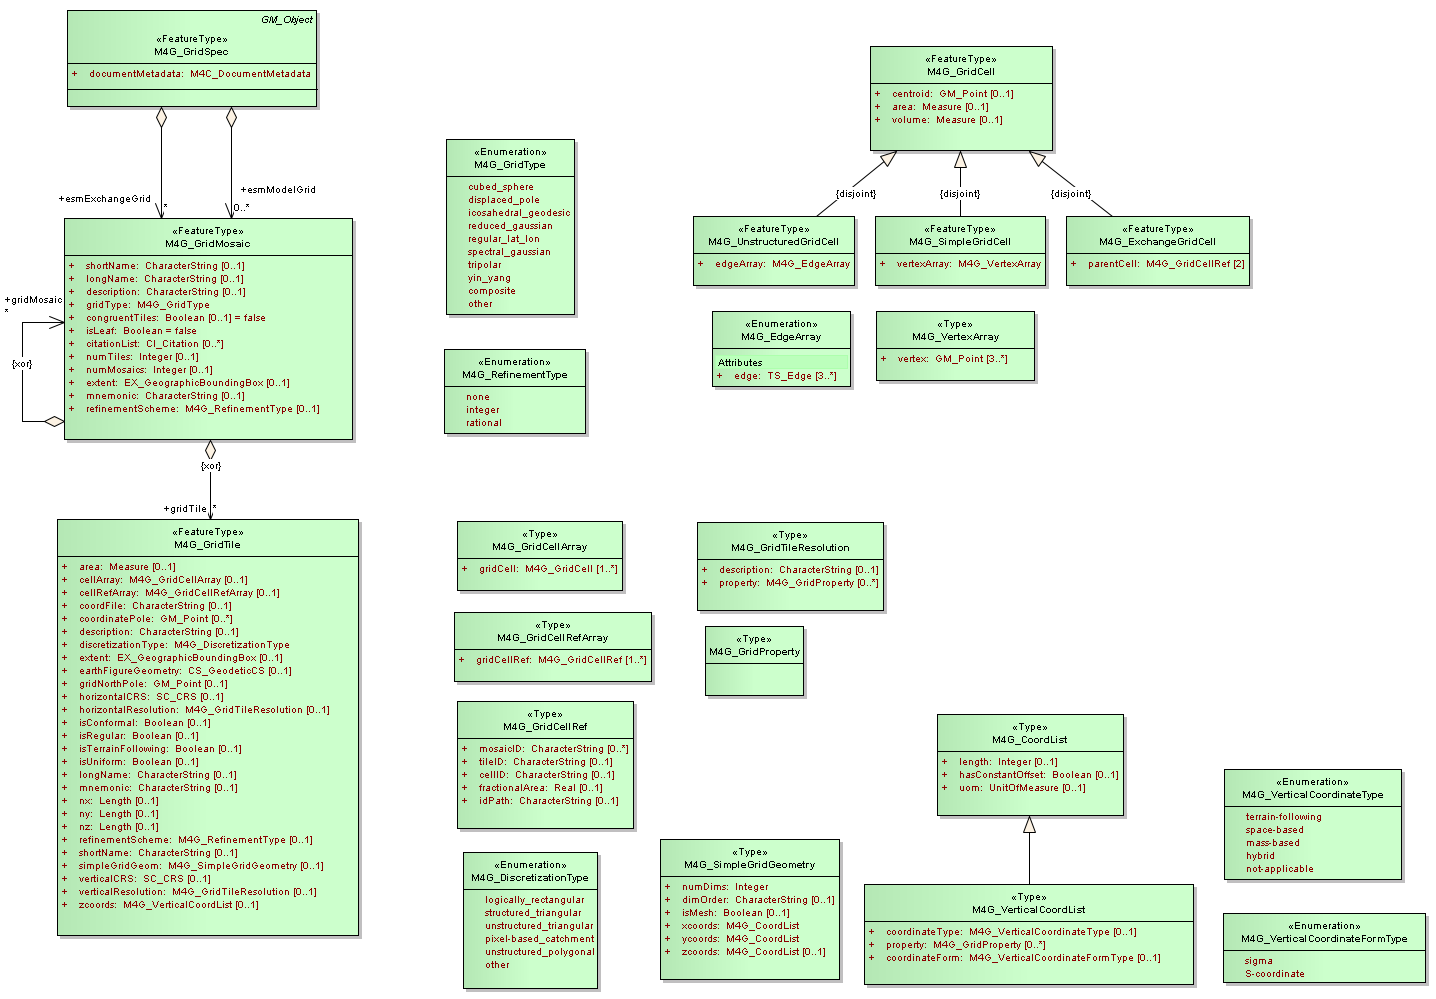 GM_Object
«FeatureType»
M4G_GridSpec
+ documentMetadata: M4C_DocumentMetadata
+esmExchangeGrid
*
+esmModelGrid
0..*
«FeatureType»
M4G_GridMosaic
+ shortName: CharacterString [0..1]
+ longName: CharacterString [0..1]
+ description: CharacterString [0..1]
+ gridType: M4G_GridType
+ congruentTiles: Boolean [0..1] = false
+ isLeaf: Boolean = false
+ citationList: CI_Citation [0..*]
+ numTiles: Integer [0..1]
+ numMosaics: Integer [0..1]
+ extent: EX_GeographicBoundingBox [0..1]
+ mnemonic: CharacterString [0..1]
+ refinementScheme: M4G_RefinementType [0..1]
+gridMosaic
*
{xor}
{xor}
+gridTile
*
«FeatureType»
M4G_GridTile
+ area: Measure [0..1]
+ cellArray: M4G_GridCellArray [0..1]
+ cellRefArray: M4G_GridCellRefArray [0..1]
+ coordFile: CharacterString [0..1]
+ coordinatePole: GM_Point [0..*]
+ description: CharacterString [0..1]
+ discretizationType: M4G_DiscretizationType
+ extent: EX_GeographicBoundingBox [0..1]
+ earthFigureGeometry: CS_GeodeticCS [0..1]
+ gridNorthPole: GM_Point [0..1]
+ horizontalCRS: SC_CRS [0..1]
+ horizontalResolution: M4G_GridTileResolution [0..1]
+ isConformal: Boolean [0..1]
+ isRegular: Boolean [0..1]
+ isTerrainFollowing: Boolean [0..1]
+ isUniform: Boolean [0..1]
+ longName: CharacterString [0..1]
+ mnemonic: CharacterString [0..1]
+ nx: Length [0..1]
+ ny: Length [0..1]
+ nz: Length [0..1]
+ refinementScheme: M4G_RefinementType [0..1]
+ shortName: CharacterString [0..1]
+ simpleGridGeom: M4G_SimpleGridGeometry [0..1]
+ verticalCRS: SC_CRS [0..1]
+ verticalResolution: M4G_GridTileResolution [0..1]
+ zcoords: M4G_VerticalCoordList [0..1]
«Enumeration»
M4G_GridType
cubed_sphere
displaced_pole
icosahedral_geodesic
reduced_gaussian
regular_lat_lon
spectral_gaussian
tripolar
yin_yang
composite
other
«Enumeration»
M4G_RefinementType
none
integer
rational
«FeatureType»
M4G_GridCell
+ centroid: GM_Point [0..1]
+ area: Measure [0..1]
+ volume: Measure [0..1]
{disjoint}
{disjoint}
{disjoint}
«FeatureType»
M4G_UnstructuredGridCell
+ edgeArray: M4G_EdgeArray
«FeatureType»
M4G_SimpleGridCell
+ vertexArray: M4G_VertexArray
«FeatureType»
M4G_ExchangeGridCell
+ parentCell: M4G_GridCellRef [2]
«Enumeration»
M4G_EdgeArray
Attributes
+ edge: TS_Edge [3..*]
«Type»
M4G_VertexArray
+ vertex: GM_Point [3..*]
«Type»
M4G_GridCellArray
+ gridCell: M4G_GridCell [1..*]
«Type»
M4G_GridTileResolution
+ description: CharacterString [0..1]
+ property: M4G_GridProperty [0..*]
«Type»
M4G_GridCellRefArray
+ gridCellRef: M4G_GridCellRef [1..*]
«Type»
M4G_GridProperty
«Type»
M4G_GridCellRef
+ mosaicID: CharacterString [0..*]
+ tileID: CharacterString [0..1]
+ cellID: CharacterString [0..1]
+ fractionalArea: Real [0..1]
+ idPath: CharacterString [0..1]
«Enumeration»
M4G_DiscretizationType
logically_rectangular
structured_triangular
unstructured_triangular
pixel-based_catchment
unstructured_polygonal
other
«Type»
M4G_SimpleGridGeometry
+ numDims: Integer
+ dimOrder: CharacterString [0..1]
+ isMesh: Boolean [0..1]
+ xcoords: M4G_CoordList
+ ycoords: M4G_CoordList
+ zcoords: M4G_CoordList [0..1]
«Type»
M4G_CoordList
+ length: Integer [0..1]
+ hasConstantOffset: Boolean [0..1]
+ uom: UnitOfMeasure [0..1]
«Type»
M4G_VerticalCoordList
+ coordinateType: M4G_VerticalCoordinateType [0..1]
+ property: M4G_GridProperty [0..*]
+ coordinateForm: M4G_VerticalCoordinateFormType [0..1]
«Enumeration»
M4G_VerticalCoordinateType
terrain-following
space-based
mass-based
hybrid
not-applicable
«Enumeration»
M4G_VerticalCoordinateFormType
sigma
S-coordinate